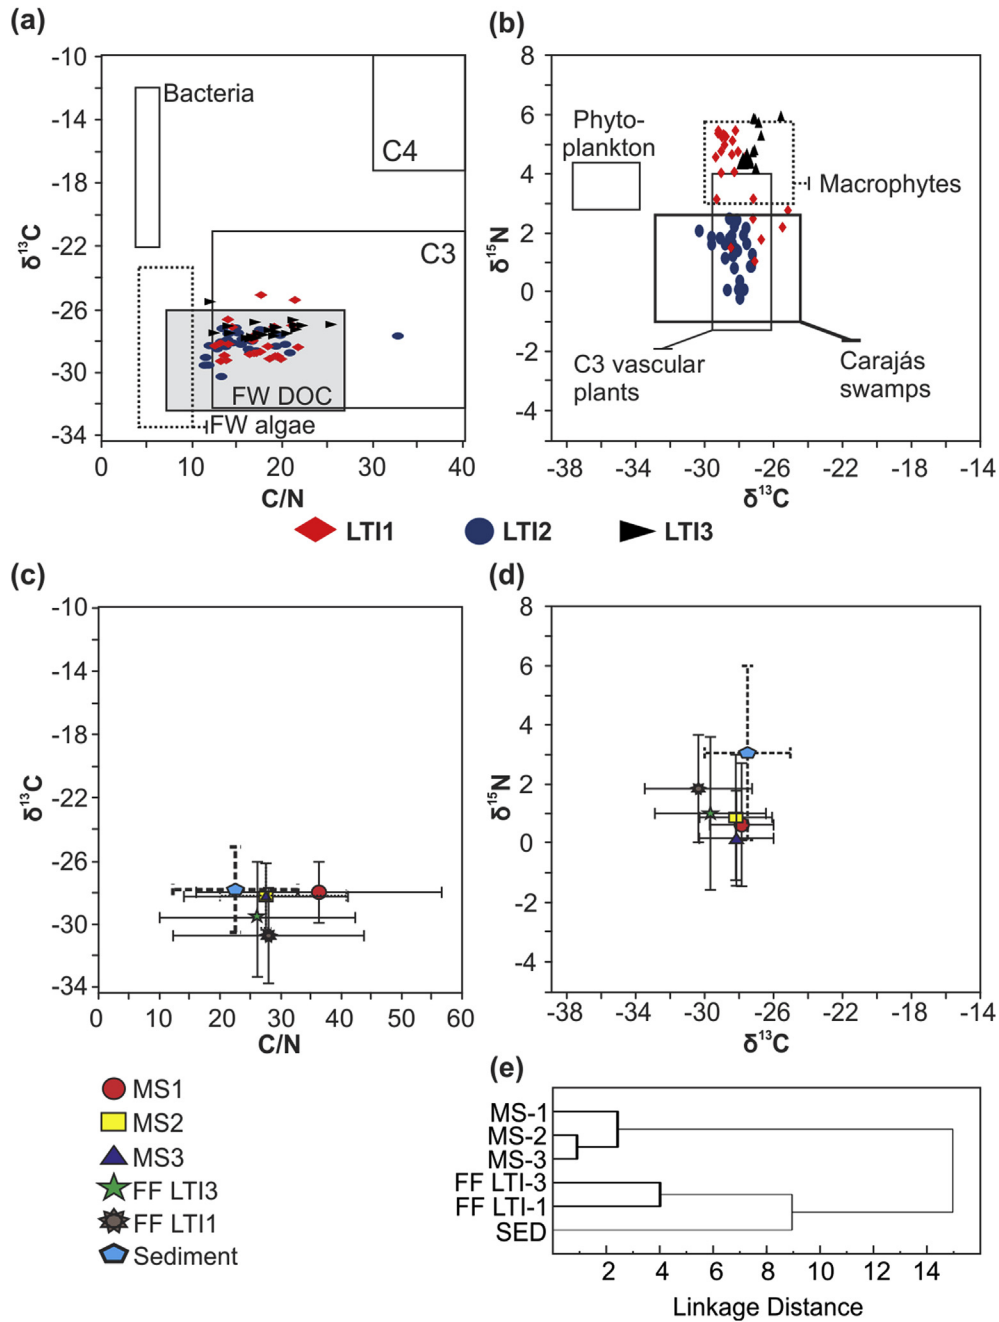 (a)
-10
-14
-18
-22
-26
-30
-34
δ13C
Bacteria
C4
C3
FW DOC
FW algae
0 10 20 30 40
C/N
(b)
8
6
4
2
0
-2
-4
δ15N
Phyto-
plankton
Macrophytes
C3 vascular
plants
Carajás
swamps
-38 -34 -30 -26 -22 -18 -14
δ13C
LTI1 LTI2 LTI3
(c)
-10
-14
-18
-22
-26
-30
-34
δ13C
0 10 20 30 40 50 60
C/N
(d)
8
6
4
2
0
-2
-4
δ15N
-38 -34 -30 -26 -22 -18 -14
δ13C
MS1
MS2
MS3
FF LTI3
FF LTI1
Sediment
(e)
MS-1
MS-2
MS-3
FF LTI-3
FF LTI-1
SED
2 4 6 8 10 12 14
Linkage Distance